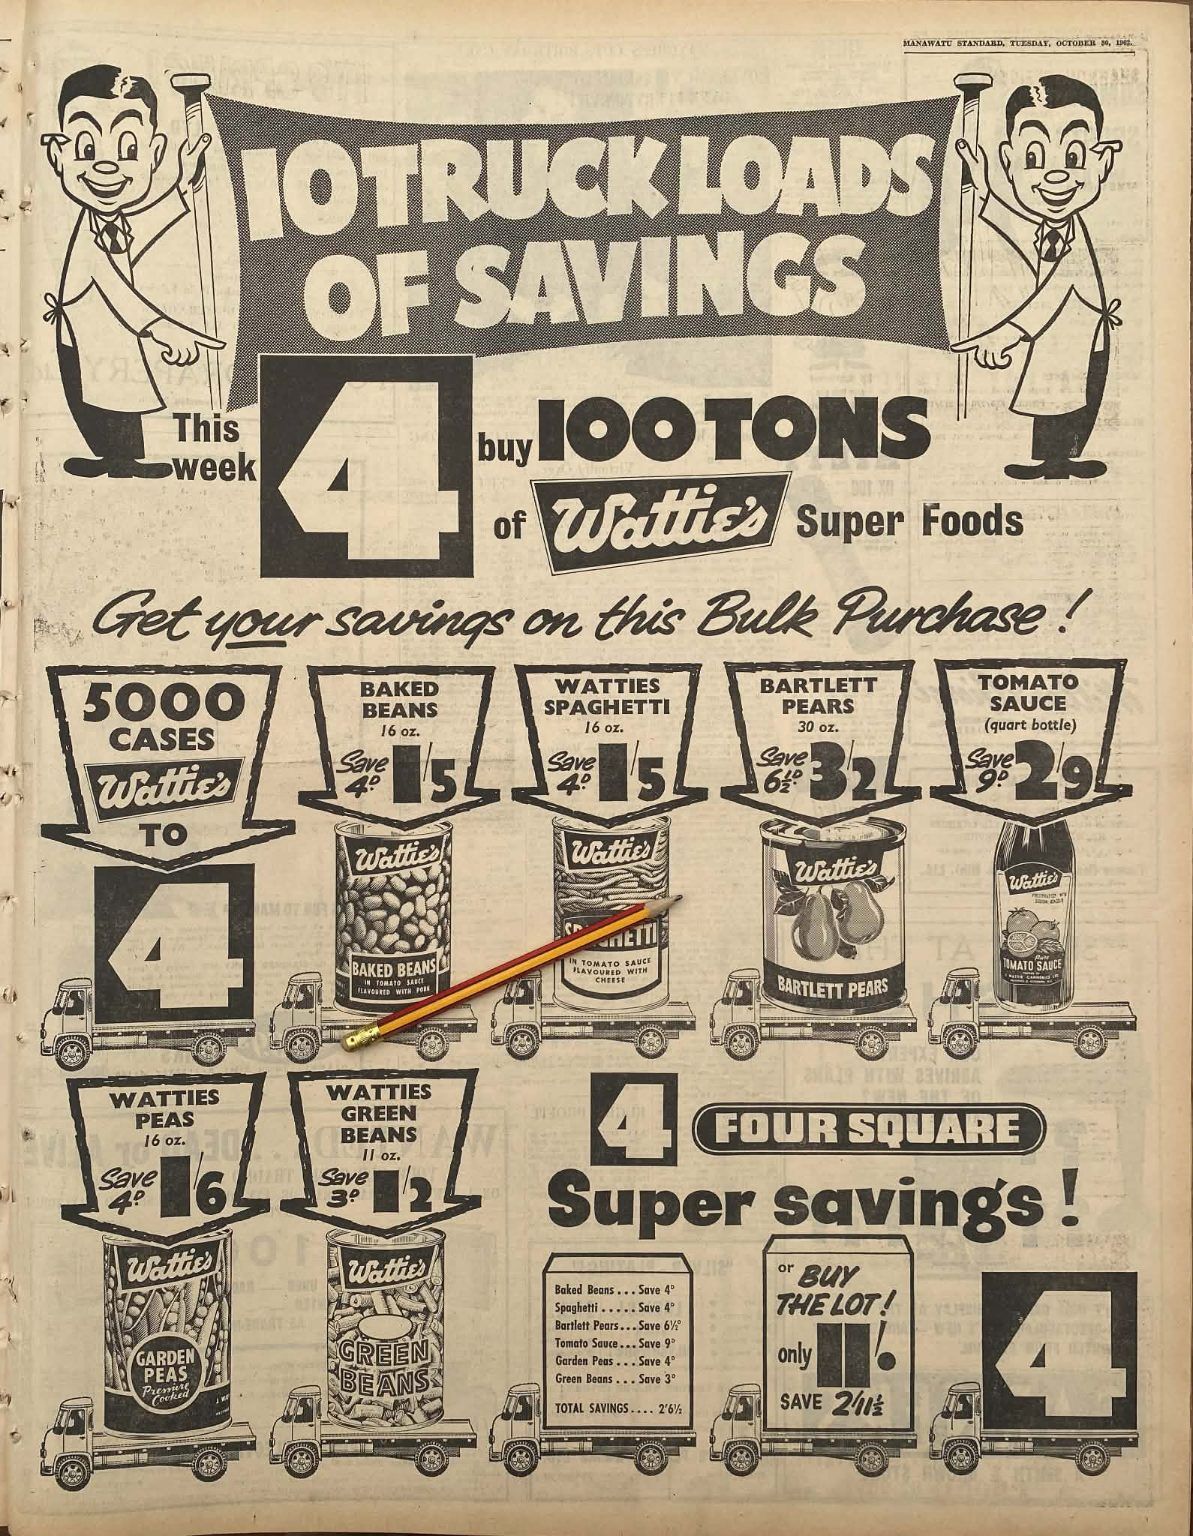 MANAWATU STANDARD, TUESDAY, OCTOBER 30, 1962.
10 TRUCK LOADS
OF SAVINGS
This
week
4
buy 100 TONS
of Wattie's Super Foods
Get your savings on this Bulk Purchase!
5000
CASES
Wattie's
TO
4
BAKED
BEANS
16 oz.
Save
4D 1/5
WATTIES
SPAGHETTI
16 oz.
Save
4D 1/5
BARTLETT
PEARS
30 oz.
Save
6½D 3/2
TOMATO
SAUCE
(quart bottle)
Save
9D 2/9
Wattie's
BAKED BEANS
IN TOMATO SAUCE
FLAVOURED WITH PORK
Wattie's
SPAGHETTI
IN TOMATO SAUCE
FLAVOURED WITH
CHEESE
Wattie's
BARTLETT PEARS
Wattie's
Pure
TOMATO SAUCE
WATTIES
PEAS
16 oz.
Save
4D 1/6
WATTIES
GREEN
BEANS
11 oz.
Save
3D 1/2
Wattie's
GARDEN
PEAS
Pressure
Cooked
Wattie's
GREEN
BEANS
4 FOUR SQUARE
Super savings!
Baked Beans... Save 4D
Spaghetti ..... Save 4D
Bartlett Pears... Save 6½D
Tomato Sauce... Save 9D
Garden Peas... Save 4D
Green Beans... Save 3D
TOTAL SAVINGS.... 2'6½
or BUY
THE LOT!
only 11/.
SAVE 2/11½
4